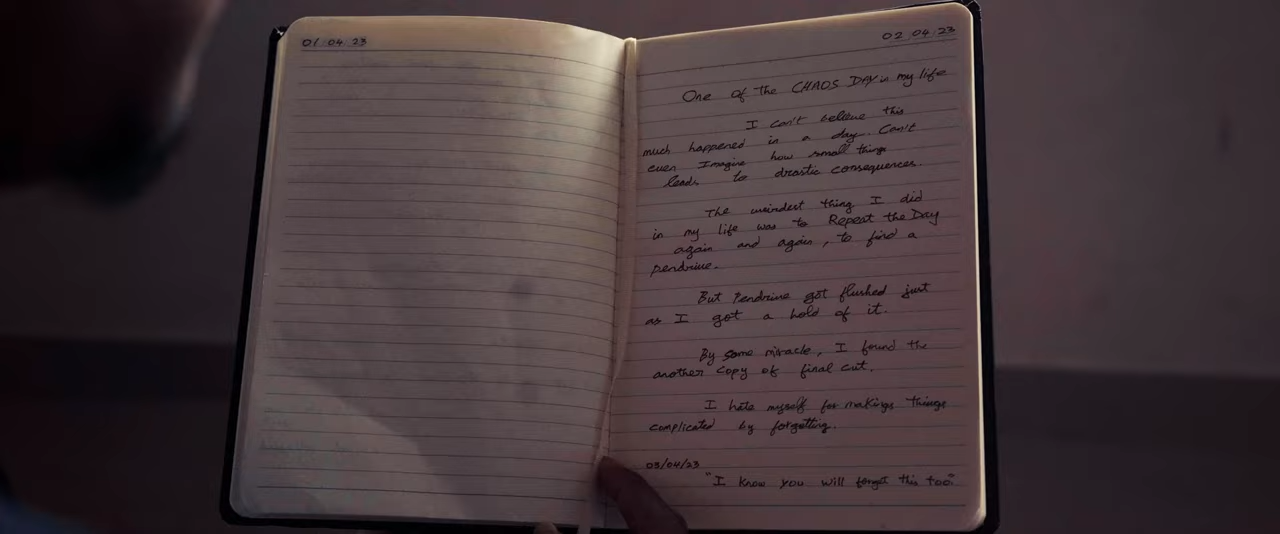 01 04 23
02 04 23
One of the CHAOS DAY in my life
I can't believe this
much happened in a day. Can't
even Imagine how small things
leads to drastic consequences.
The weirdest thing I did
in my life was to Repeat the Day
again and again, to find a
pendrive.
But Pendrive got flushed just
as I got a hold of it.
By some miracle, I found the
another copy of final cut.
I hate myself for makings things
complicated by forgetting.
03/04/23
"I know you will forget this too"